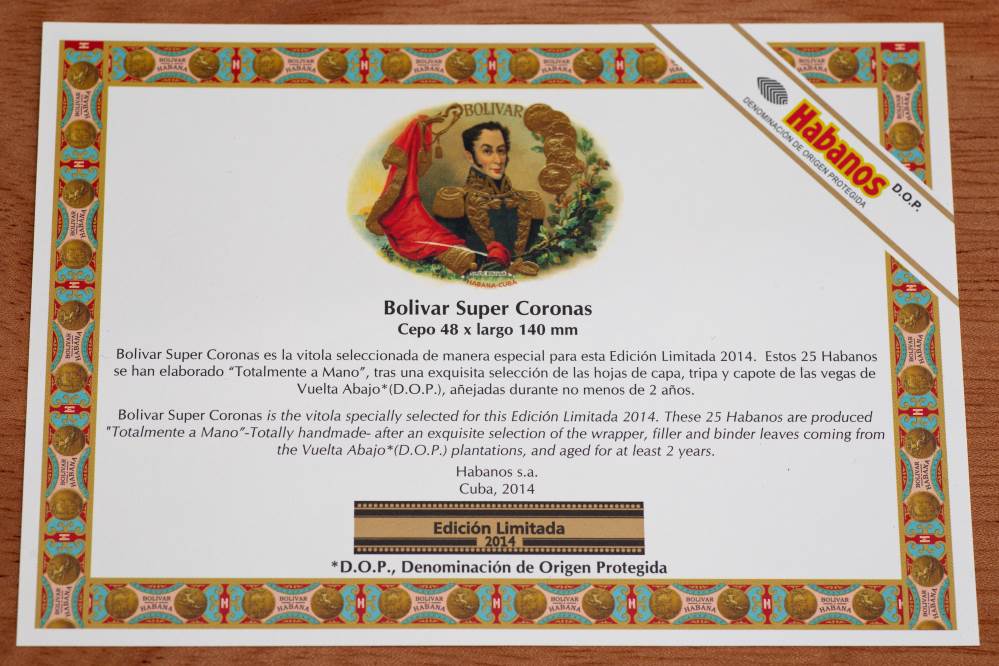 BOLIVAR
HABANA-CUBA
DENOMINACIÓN DE ORIGEN PROTEGIDA
Habanos
D.O.P.
Bolivar Super Coronas
Cepo 48 x largo 140 mm
Bolivar Super Coronas es la vitola seleccionada de manera especial para esta Edición Limitada 2014. Estos 25 Habanos
se han elaborado “Totalmente a Mano”, tras una exquisita selección de las hojas de capa, tripa y capote de las vegas de
Vuelta Abajo*(D.O.P.), añejadas durante no menos de 2 años.
Bolivar Super Coronas is the vitola specially selected for this Edición Limitada 2014. These 25 Habanos are produced
"Totalmente a Mano”-Totally handmade- after an exquisite selection of the wrapper, filler and binder leaves coming from
the Vuelta Abajo*(D.O.P.) plantations, and aged for at least 2 years.
Habanos s.a.
Cuba, 2014
Edición Limitada
2014
*D.O.P., Denominación de Origen Protegida